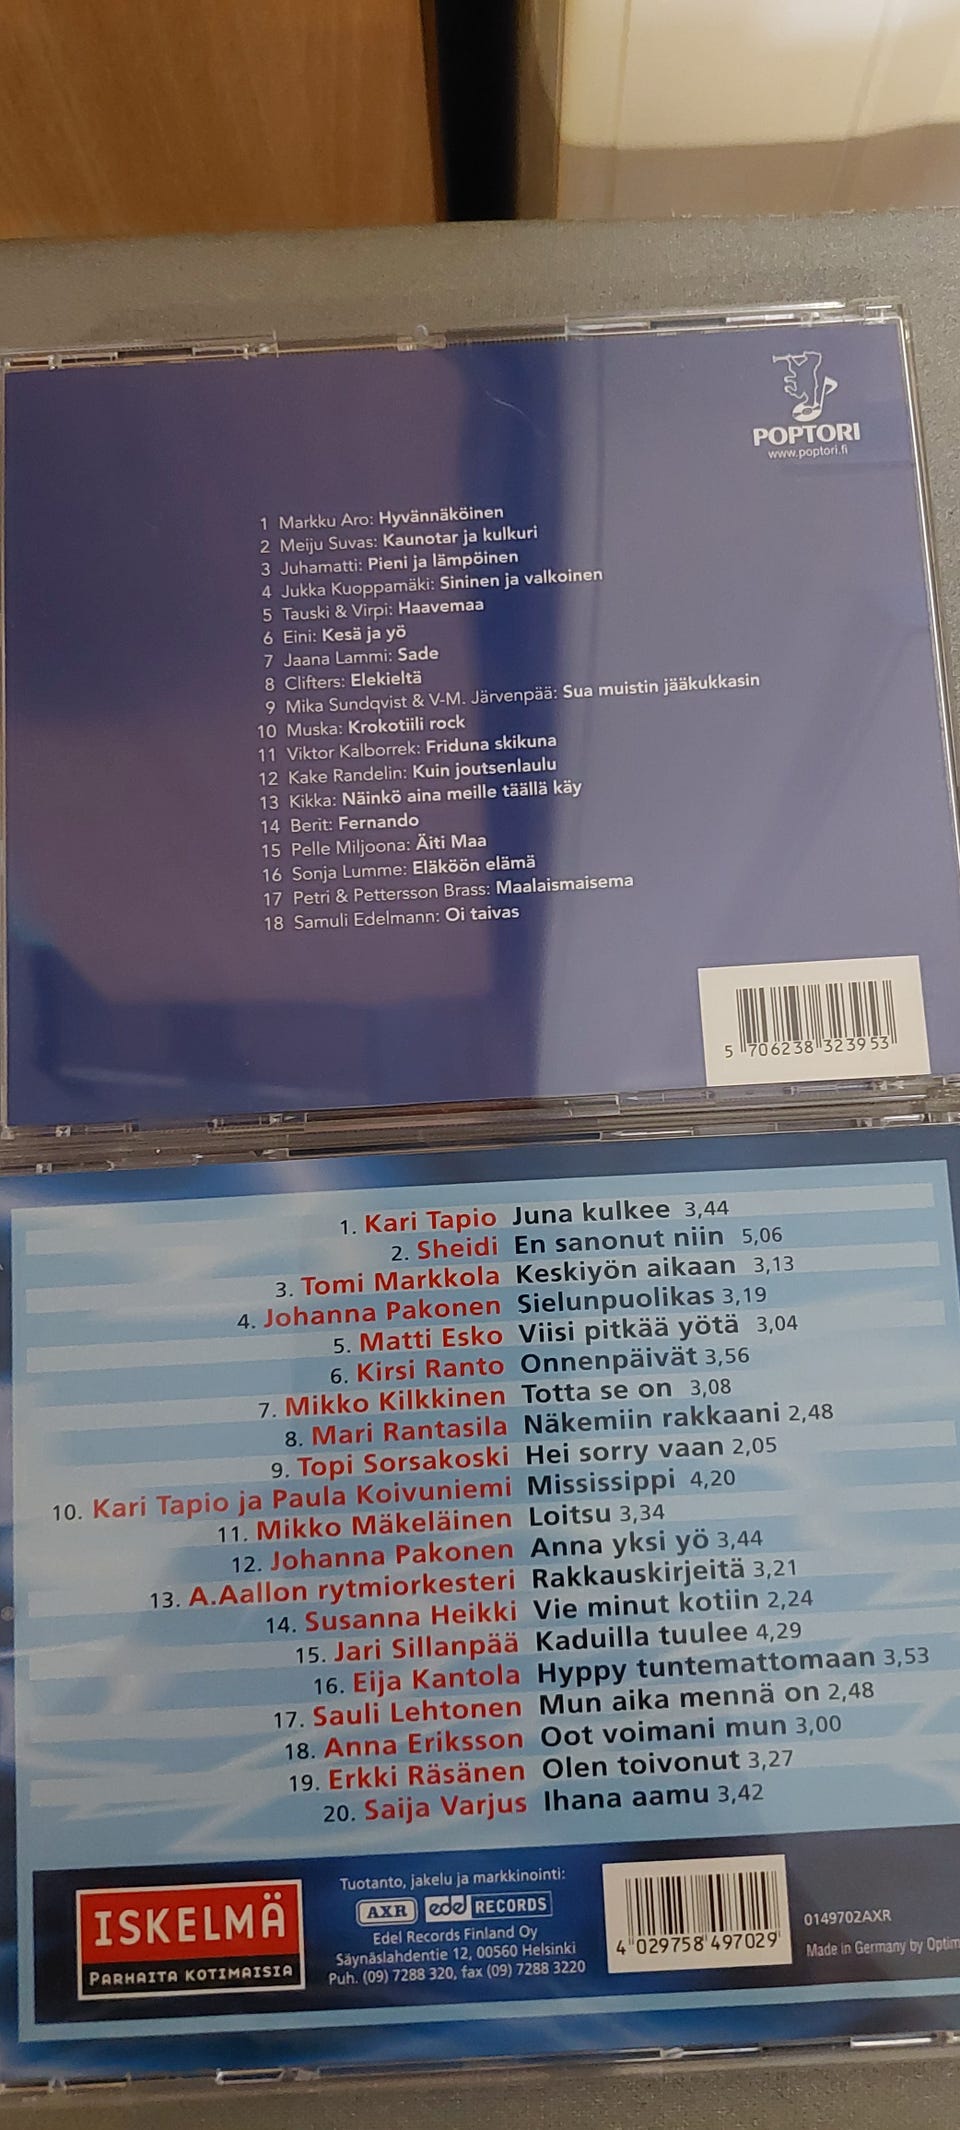 POPTORI
www.poptori.fi
1 Markku Aro: Hyvännäköinen
2 Meiju Suvas: Kaunotar ja kulkuri
3 Juhamatti: Pieni ja lämpöinen
4 Jukka Kuoppamäki: Sininen ja valkoinen
5 Tauski & Virpi: Haavemaa
6 Eini: Kesä ja yö
7 Jaana Lammi: Sade
8 Clifters: Elekieltä
9 Mika Sundqvist & V-M. Järvenpää: Sua muistin jääkukkasin
10 Muska: Krokotiili rock
11 Viktor Kalborrek: Friduna skikuna
12 Kake Randelin: Kuin joutsenlaulu
13 Kikka: Näinkö aina meille täällä käy
14 Berit: Fernando
15 Pelle Miljoona: Äiti Maa
16 Sonja Lumme: Eläköön elämä
17 Petri & Pettersson Brass: Maalaismaisema
18 Samuli Edelmann: Oi taivas
5 706238 323953
1. Kari Tapio Juna kulkee 3,44
2. Sheidi En sanonut niin 5,06
3. Tomi Markkola Keskiyön aikaan 3,13
4. Johanna Pakonen Sielunpuolikas 3,19
5. Matti Esko Viisi pitkää yötä 3,04
6. Kirsi Ranto Onnenpäivät 3,56
7. Mikko Kilkkinen Totta se on 3,08
8. Mari Rantasila Näkemiin rakkaani 2,48
9. Topi Sorsakoski Hei sorry vaan 2,05
10. Kari Tapio ja Paula Koivuniemi Mississippi 4,20
11. Mikko Mäkeläinen Loitsu 3,34
12. Johanna Pakonen Anna yksi yö 3,44
13. A.Aallon rytmiorkesteri Rakkauskirjeitä 3,21
14. Susanna Heikki Vie minut kotiin 2,24
15. Jari Sillanpää Kaduilla tuulee 4,29
16. Eija Kantola Hyppy tuntemattomaan 3,53
17. Sauli Lehtonen Mun aika mennä on 2,48
18. Anna Eriksson Oot voimani mun 3,00
19. Erkki Räsänen Olen toivonut 3,27
20. Saija Varjus Ihana aamu 3,42
ISKELMÄ
PARHAITA KOTIMAISIA
Tuotanto, jakelu ja markkinointi:
AXR edel RECORDS
Edel Records Finland Oy
Säynäslahdentie 12, 00560 Helsinki
Puh. (09) 7288 320, fax (09) 7288 3220
4 029758 497029
0149702AXR
Made in Germany by Optim